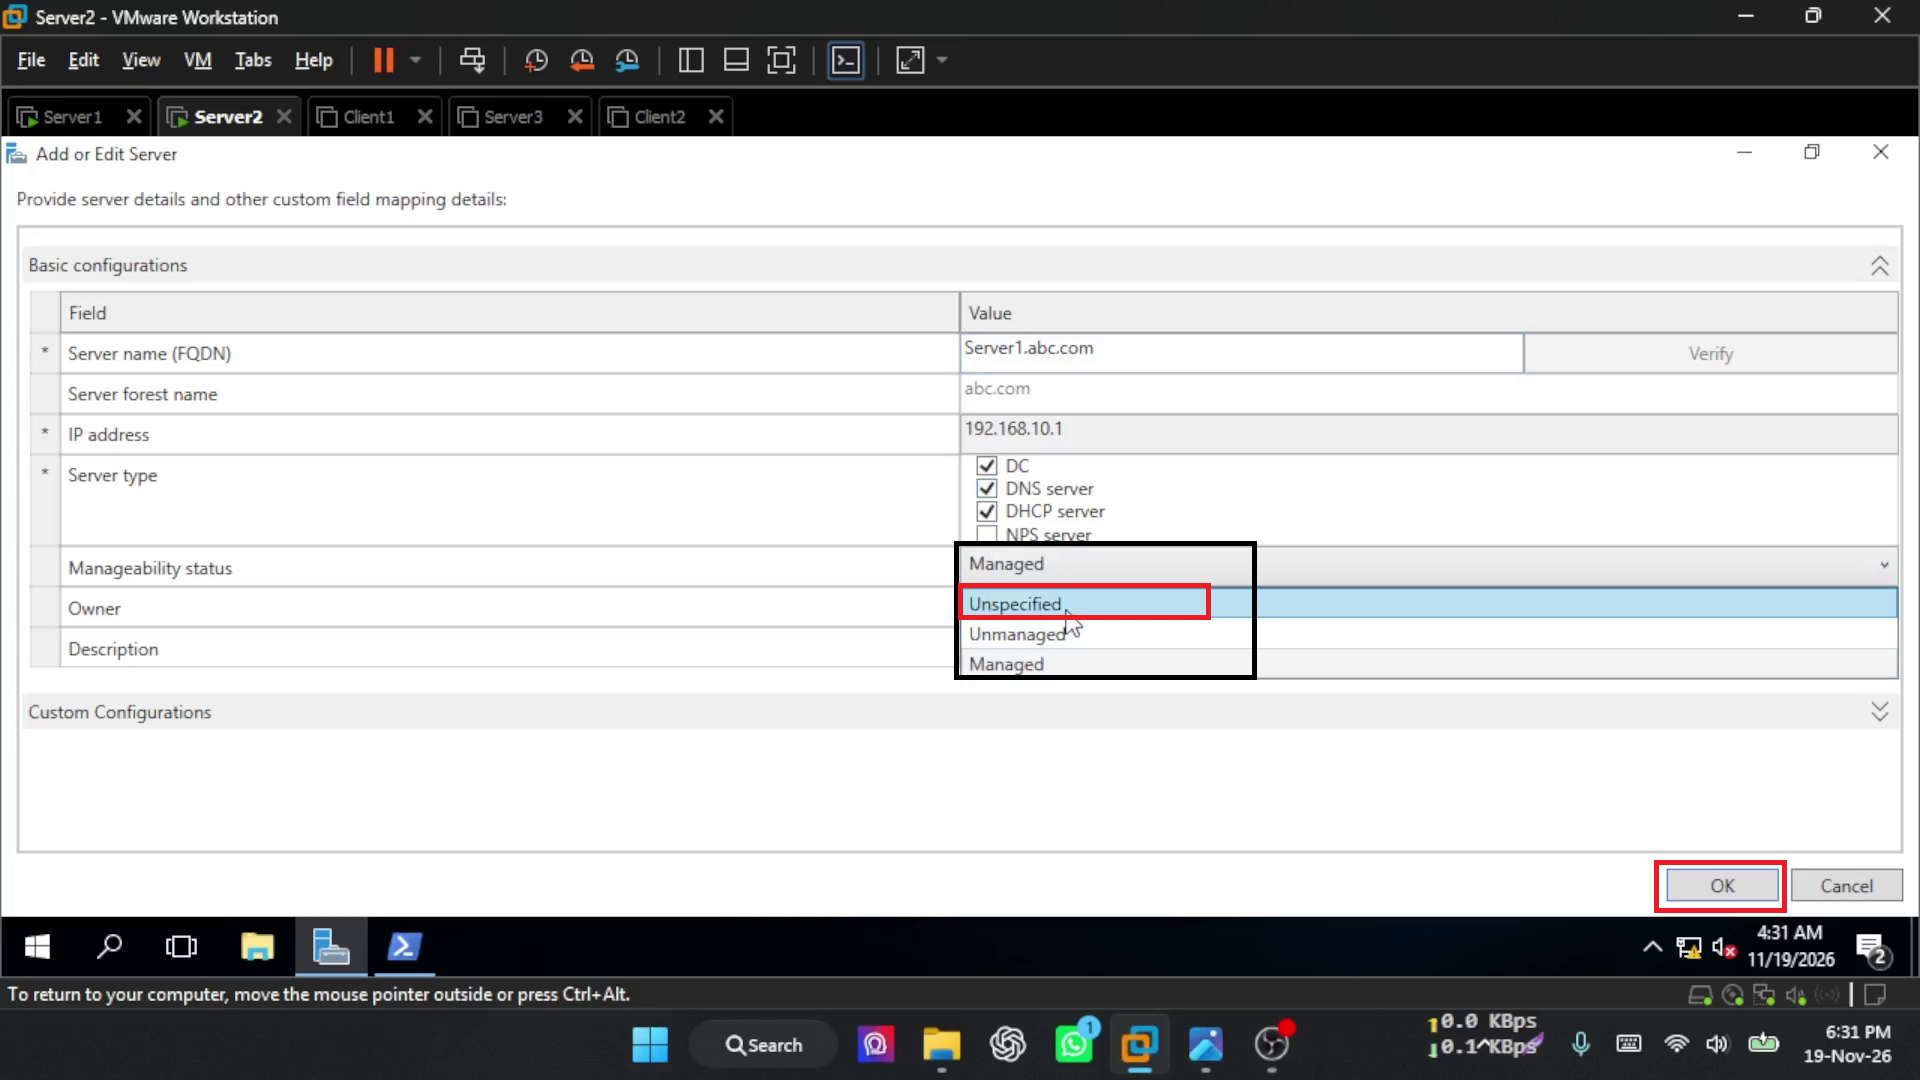 Server2 - VMware Workstation
File Edit View VM Tabs Help
Server1 Server2 Client1 Server3 Client2
Add or Edit Server
Provide server details and other custom field mapping details:
Basic configurations
Field Value
* Server name (FQDN) Server1.abc.com Verify
Server forest name abc.com
* IP address 192.168.10.1
* Server type DC
DNS server
DHCP server
NPS server
Manageability status Managed
Owner Unspecified
Unmanaged
Description Managed
Custom Configurations
OK Cancel
4:31 AM
11/19/2026
2
To return to your computer, move the mouse pointer outside or press Ctrl+Alt.
Search
1
0.0 KBps
0.1 KBps
6:31 PM
19-Nov-26